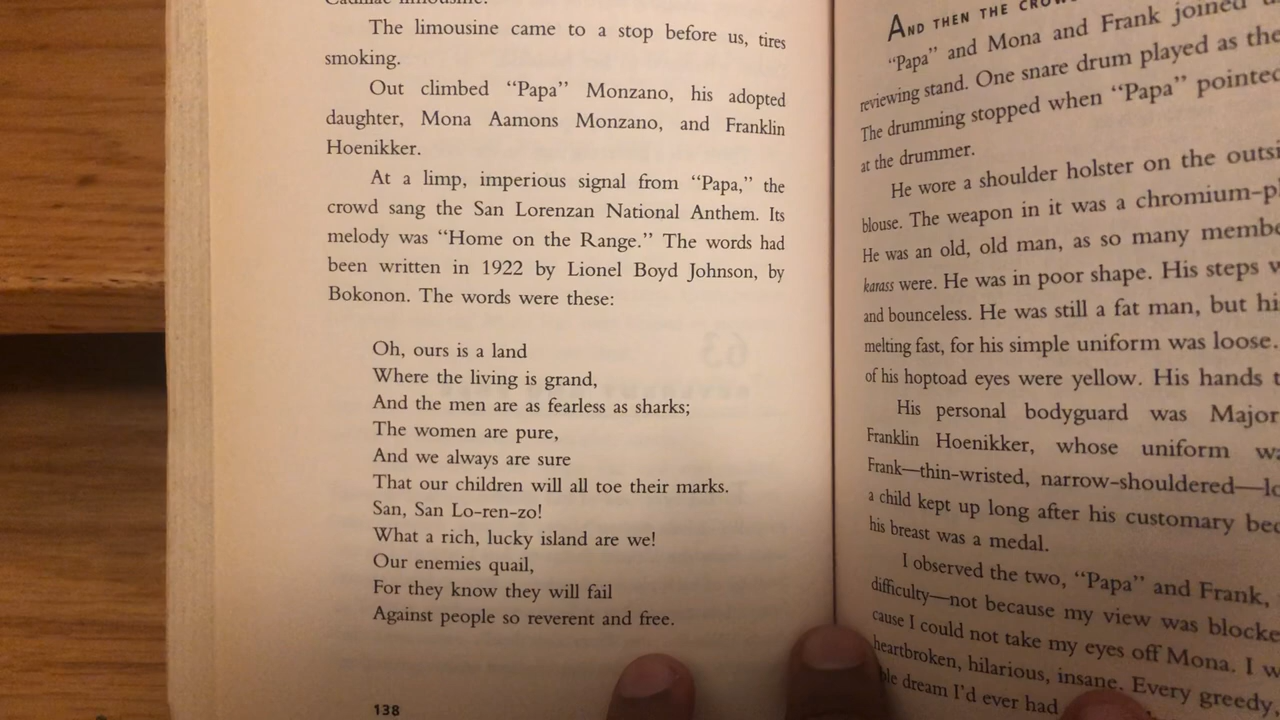 Cadillac limousine.
The limousine came to a stop before us, tires
smoking.
Out climbed “Papa” Monzano, his adopted
daughter, Mona Aamons Monzano, and Franklin
Hoenikker.
At a limp, imperious signal from “Papa,” the
crowd sang the San Lorenzan National Anthem. Its
melody was “Home on the Range.” The words had
been written in 1922 by Lionel Boyd Johnson, by
Bokonon. The words were these:
Oh, ours is a land
Where the living is grand,
And the men are as fearless as sharks;
The women are pure,
And we always are sure
That our children will all toe their marks.
San, San Lo-ren-zo!
What a rich, lucky island are we!
Our enemies quail,
For they know they will fail
Against people so reverent and free.
138
AND THEN THE
“Papa” and Mona and Frank joined
reviewing stand. One snare drum played as the
The drumming stopped when “Papa” pointed
at the drummer.
He wore a shoulder holster on the
blouse. The weapon in it was a
He was an old, old man, as so many
karass were. He was in poor shape. His steps
and bounceless. He was still a fat man, but
melting fast, for his simple uniform was loose.
of his hoptoad eyes were yellow. His hands
His personal bodyguard was Major
Franklin Hoenikker, whose uniform
Frank—thin-wristed, narrow-shouldered—
a child kept up long after his customary
his breast was a medal.
I observed the two, “Papa” and Frank,
difficulty—not because my view was
cause I could not take my eyes off Mona. I
heartbroken, hilarious, insane. Every greedy,
dream I’d ever had